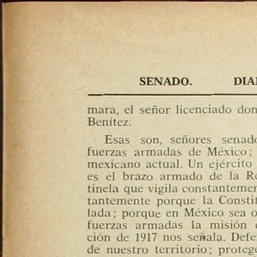 SENADO. DIA
mara, el señor licenciado don
Benítez.
Esas son, señores senado
fuerzas armadas de México;
mexicano actual. Un ejército
es el brazo armado de la Re
tinela que vigila constantemen
tantemente porque la Constit
lada; porque en México sea o
fuerzas armadas la misión
ción de 1917 nos señala. Defe
de nuestro territorio; proteg